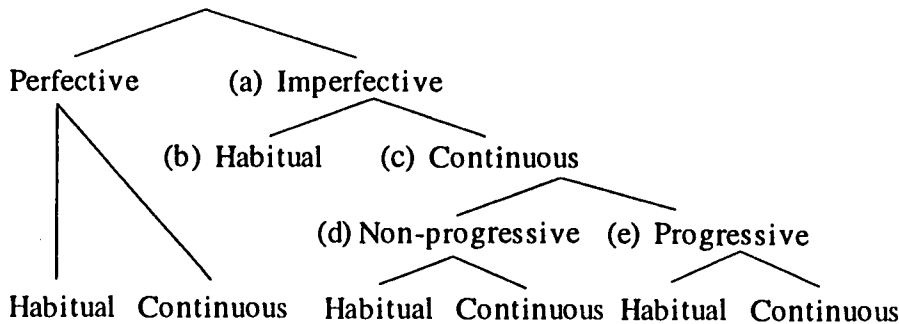 Perfective (a) Imperfective
(b) Habitual (c) Continuous
(d) Non-progressive (e) Progressive
Habitual Continuous Habitual Continuous Habitual Continuous